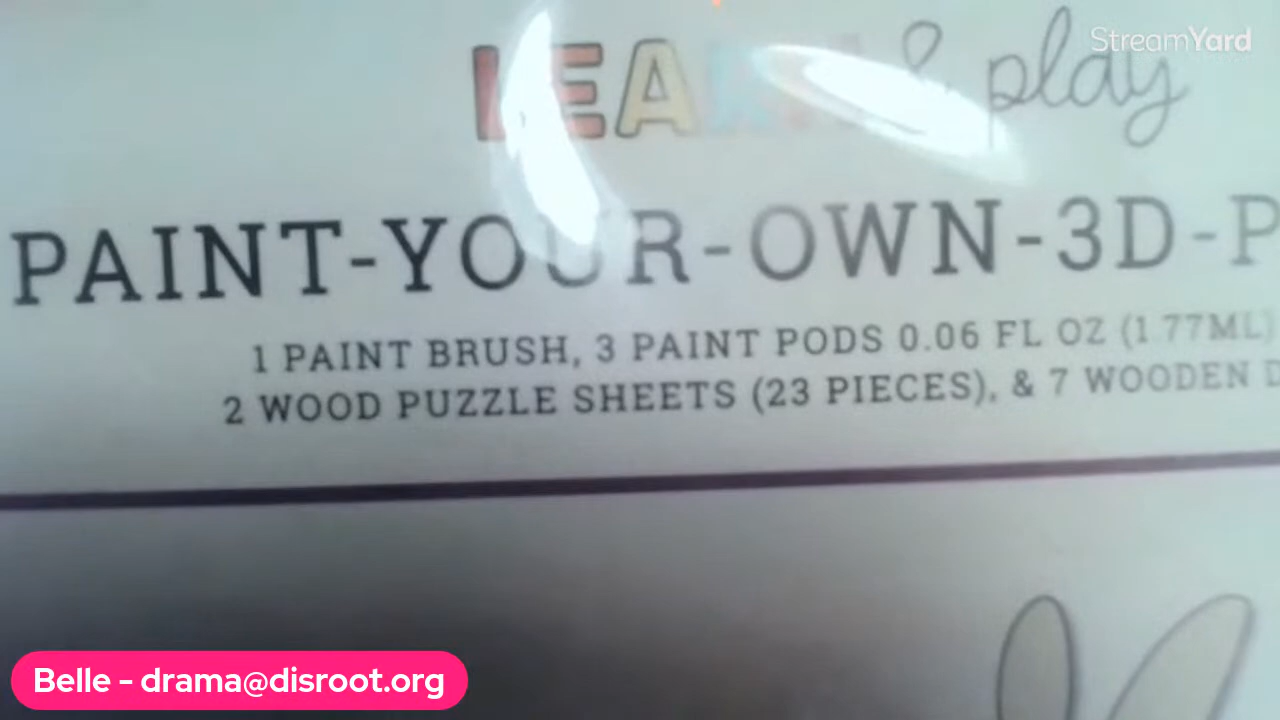 StreamYard
LEARN & play
PAINT-YOUR-OWN-3D-P
1 PAINT BRUSH, 3 PAINT PODS 0.06 FL OZ (1.77ML)
2 WOOD PUZZLE SHEETS (23 PIECES), & 7 WOODEN D
Belle - drama@disroot.org